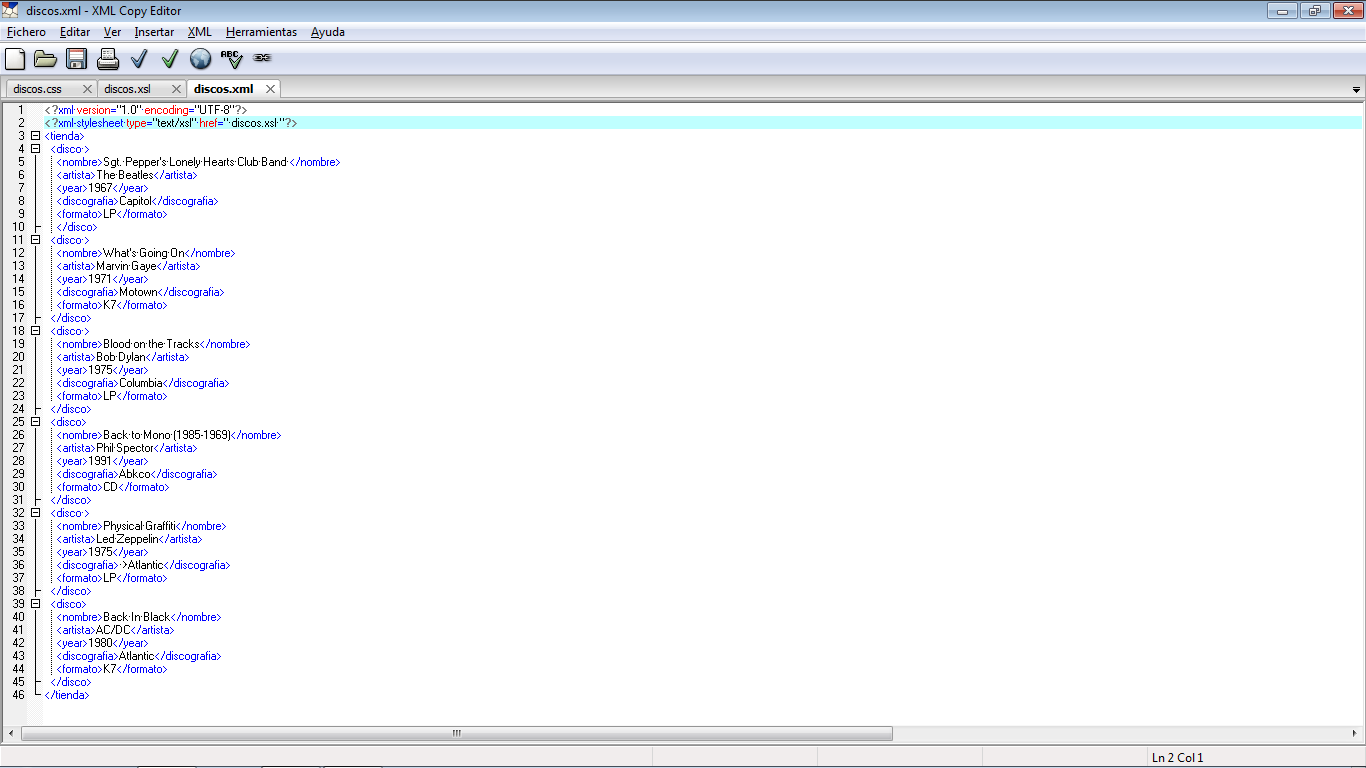 discos.xml - XML Copy Editor
Fichero Editar Ver Insertar XML Herramientas Ayuda
ABC
discos.css discos.xsl discos.xml
1 <?xml version="1.0" encoding="UTF-8"?>
2 <?xml-stylesheet type="text/xsl" href=" discos.xsl "?>
3 <tienda>
4 <disco >
5 <nombre>Sgt. Pepper's Lonely Hearts Club Band </nombre>
6 <artista>The Beatles</artista>
7 <year>1967</year>
8 <discografia>Capitol</discografia>
9 <formato>LP</formato>
10 </disco>
11 <disco >
12 <nombre>What's Going On</nombre>
13 <artista>Marvin Gaye</artista>
14 <year>1971</year>
15 <discografia>Motown</discografia>
16 <formato>K7</formato>
17 </disco>
18 <disco >
19 <nombre>Blood on the Tracks</nombre>
20 <artista>Bob Dylan</artista>
21 <year>1975</year>
22 <discografia>Columbia</discografia>
23 <formato>LP</formato>
24 </disco>
25 <disco>
26 <nombre>Back to Mono (1985-1969)</nombre>
27 <artista>Phil Spector</artista>
28 <year>1991</year>
29 <discografia>Abkco</discografia>
30 <formato>CD</formato>
31 </disco>
32 <disco >
33 <nombre>Physical Graffiti</nombre>
34 <artista>Led Zeppelin</artista>
35 <year>1975</year>
36 <discografia> >Atlantic</discografia>
37 <formato>LP</formato>
38 </disco>
39 <disco>
40 <nombre>Back In Black</nombre>
41 <artista>AC/DC</artista>
42 <year>1980</year>
43 <discografia>Atlantic</discografia>
44 <formato>K7</formato>
45 </disco>
46 </tienda>
Ln 2 Col 1